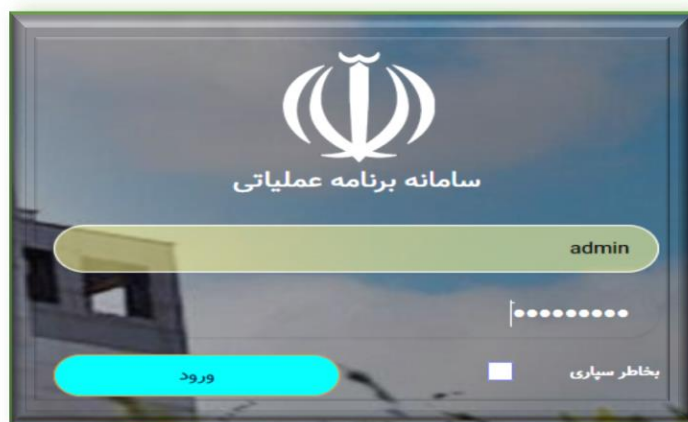 سامانه برنامه عملیاتی
admin
•••••••••
بخاطر سپاری
ورود